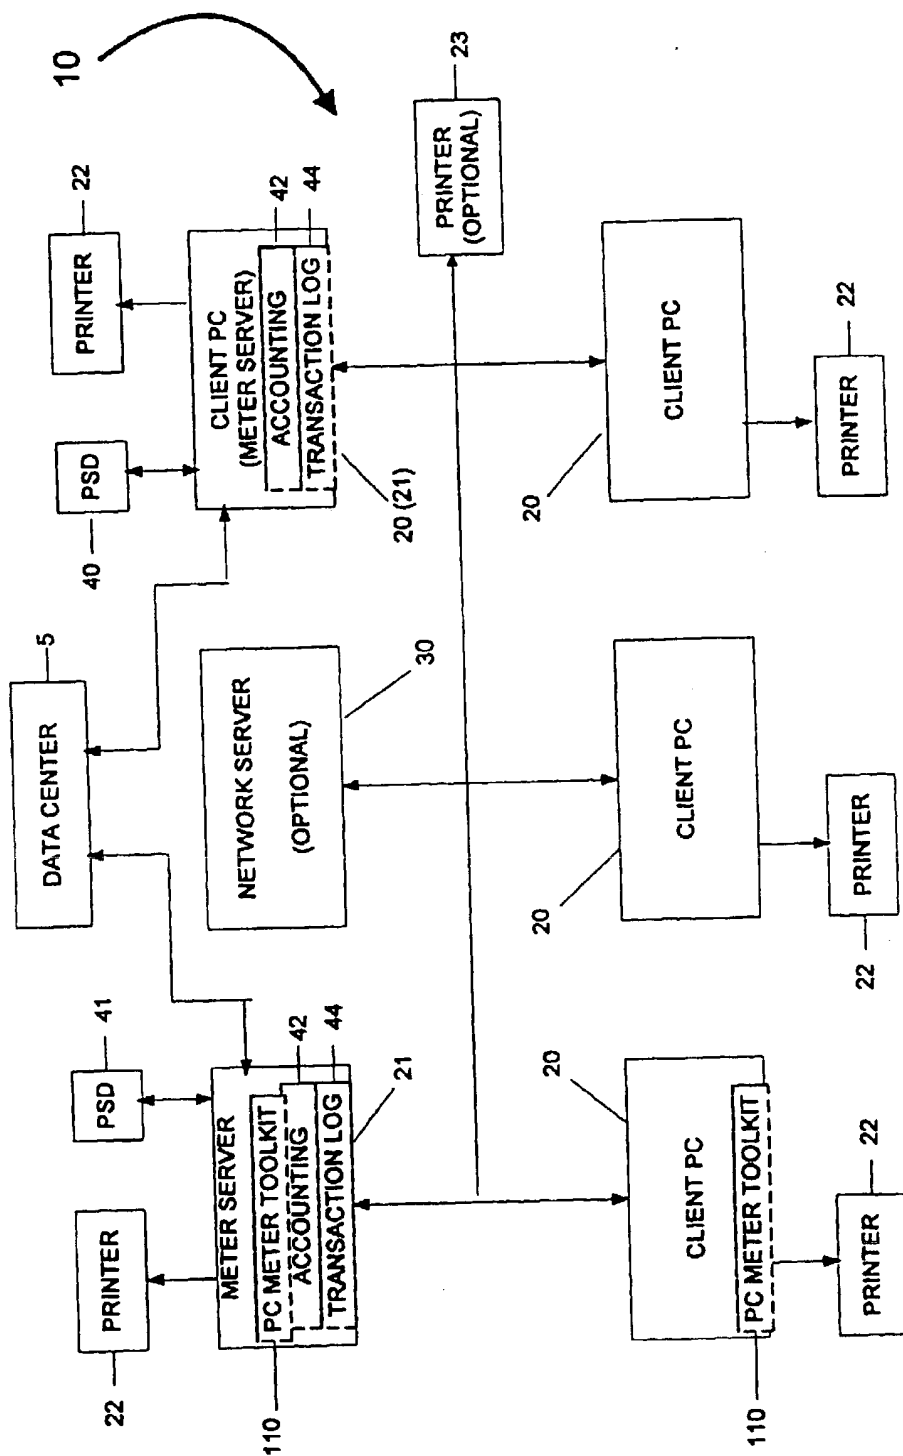 10
DATA CENTER
5
PRINTER
22
PSD
41
METER SERVER
PC METER TOOLKIT
110
ACCOUNTING
42
TRANSACTION LOG
44
21
NETWORK SERVER
(OPTIONAL)
30
PSD
40
PRINTER
22
CLIENT PC
(METER SERVER)
ACCOUNTING
42
TRANSACTION LOG
44
20 (21)
PRINTER
(OPTIONAL)
23
20
CLIENT PC
PC METER TOOLKIT
110
PRINTER
22
20
CLIENT PC
PRINTER
22
20
CLIENT PC
PRINTER
22